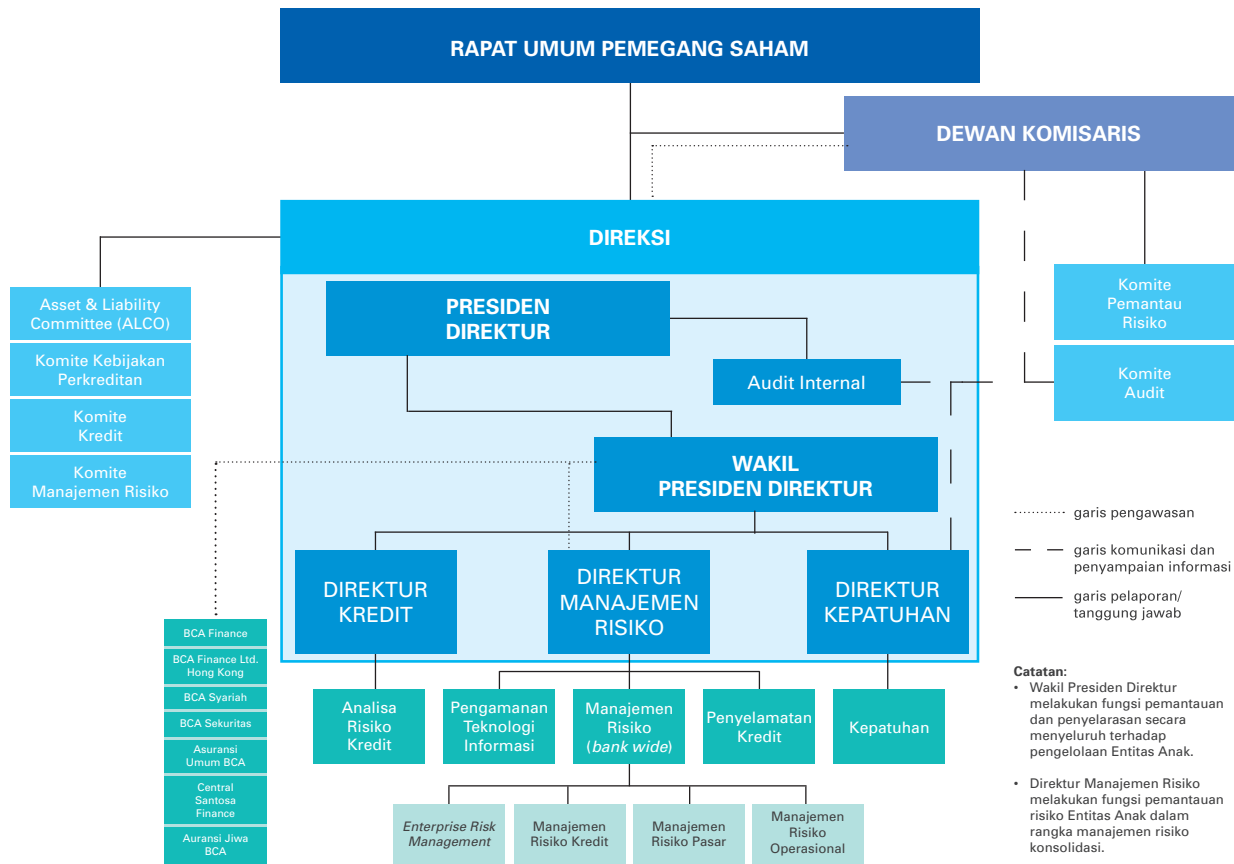 RAPAT UMUM PEMEGANG SAHAM
DEWAN KOMISARIS
DIREKSI
PRESIDEN
DIREKTUR
Audit Internal
WAKIL
PRESIDEN DIREKTUR
Asset & Liability
Committee (ALCO)
Komite Kebijakan
Perkreditan
Komite
Kredit
Komite
Manajemen Risiko
Komite
Pemantau
Risiko
Komite
Audit
DIREKTUR
KREDIT
DIREKTUR
MANAJEMEN
RISIKO
DIREKTUR
KEPATUHAN
garis pengawasan
garis komunikasi dan
penyampaian informasi
garis pelaporan/
tanggung jawab
BCA Finance
BCA Finance Ltd.
Hong Kong
BCA Syariah
BCA Sekuritas
Asuransi
Umum BCA
Central
Santosa
Finance
Auransi Jiwa
BCA
Analisa
Risiko
Kredit
Pengamanan
Teknologi
Informasi
Manajemen
Risiko
(bank wide)
Penyelamatan
Kredit
Kepatuhan
Enterprise Risk
Management
Manajemen
Risiko Kredit
Manajemen
Risiko Pasar
Manajemen
Risiko
Operasional
Catatan:
• Wakil Presiden Direktur
melakukan fungsi pemantauan
dan penyelarasan secara
menyeluruh terhadap
pengelolaan Entitas Anak.
• Direktur Manajemen Risiko
melakukan fungsi pemantauan
risiko Entitas Anak dalam
rangka manajemen risiko
konsolidasi.